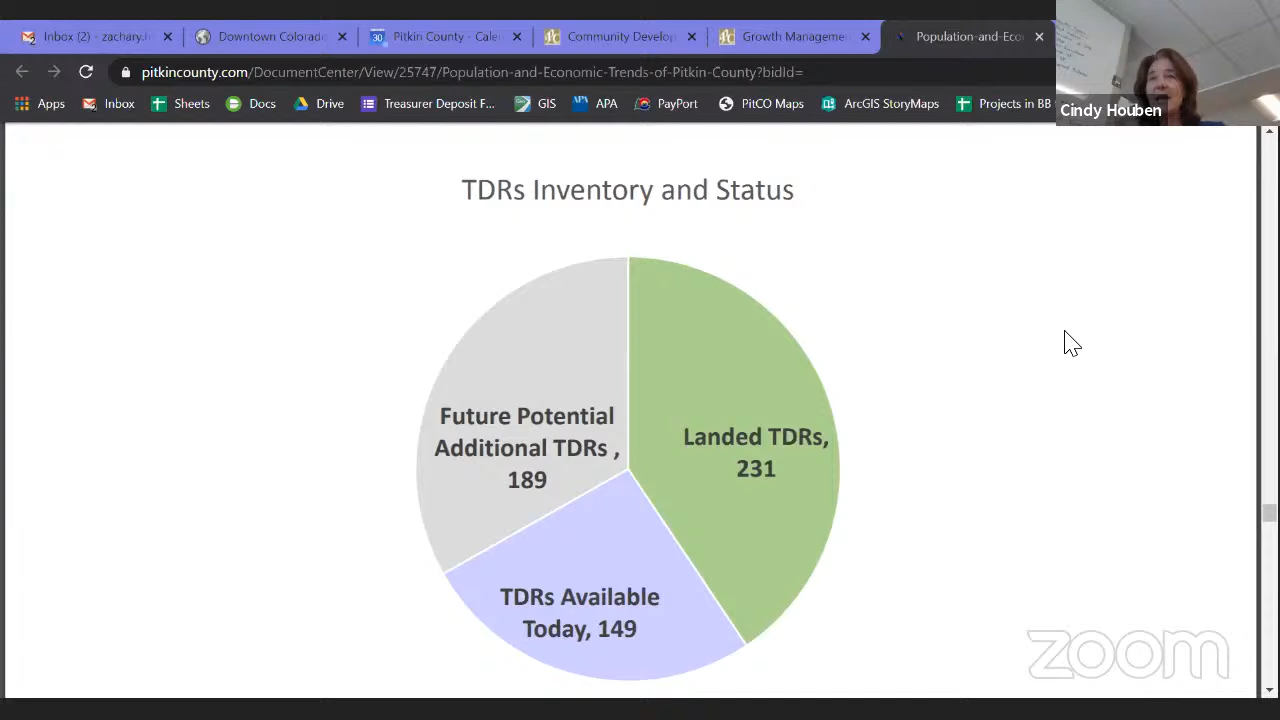 Inbox (2) - zachary.h
Downtown Colorado
Pitkin County - Cale
Community Develop
Growth Manageme
Population-and-Eco
pitkincounty.com/DocumentCenter/View/25747/Population-and-Economic-Trends-of-Pitkin-County?bidId=
Apps
Inbox
Sheets
Docs
Drive
Treasurer Deposit F...
GIS
APA
PayPort
PitCO Maps
ArcGIS StoryMaps
Projects in BB
Cindy Houben
TDRs Inventory and Status
Future Potential
Additional TDRs ,
189
Landed TDRs,
231
TDRs Available
Today, 149
zoom